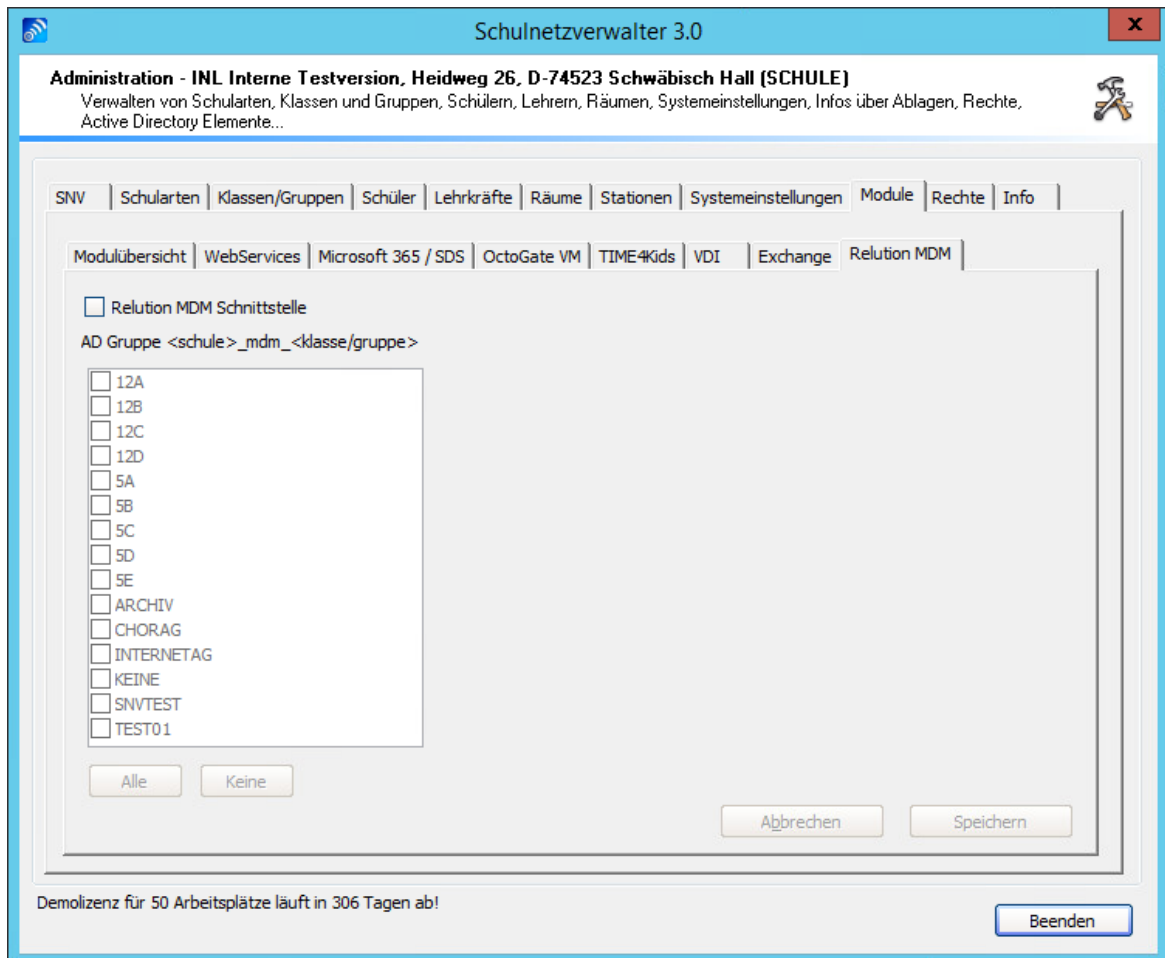 Schulnetzverwalter 3.0
x
Administration - INL Interne Testversion, Heidweg 26, D-74523 Schwäbisch Hall (SCHULE)
Verwalten von Schularten, Klassen und Gruppen, Schülern, Lehrern, Räumen, Systemeinstellungen, Infos über Ablagen, Rechte,
Active Directory Elemente...
SNV Schularten Klassen/Gruppen Schüler Lehrkräfte Räume Stationen Systemeinstellungen Module Rechte Info
Modulübersicht WebServices Microsoft 365 / SDS OctoGate VM TIME4Kids VDI Exchange Relution MDM
Relution MDM Schnittstelle
AD Gruppe <schule>_mdm_<klasse/gruppe>
12A
12B
12C
12D
5A
5B
5C
5D
5E
ARCHIV
CHORAG
INTERNETAG
KEINE
SNVTEST
TEST01
Alle Keine
Abbrechen Speichern
Demolizenz für 50 Arbeitsplätze läuft in 306 Tagen ab!
Beenden